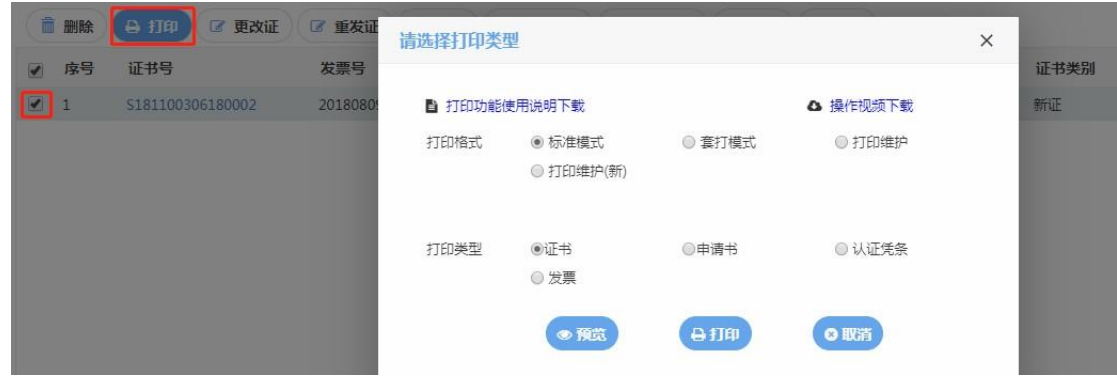 删除 打印 更改证 重发证
请选择打印类型 ×
序号 证书号 发票号 证书类别
1 S181100306180002 20180809 新证
打印功能使用说明下载 操作视频下载
打印格式 标准模式 套打模式 打印维护
打印维护(新)
打印类型 证书 申请书 认证凭条
发票
预览 打印 取消